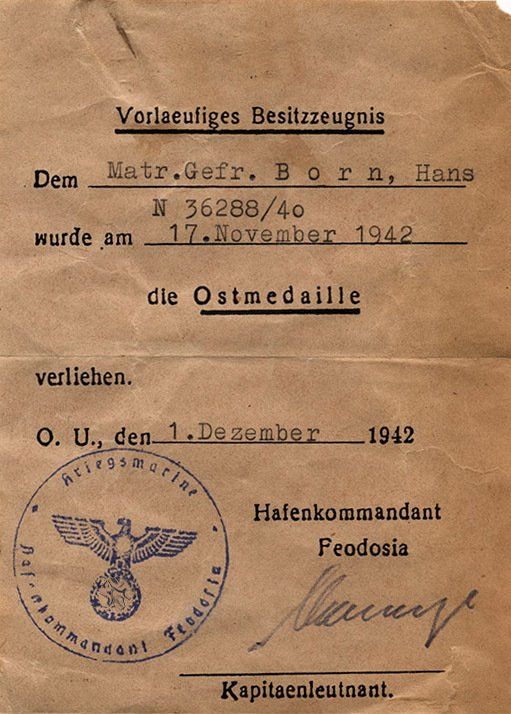 Vorlaeufiges Besitzzeugnis
Dem Matr.Gefr. B o r n, Hans
N 36288/40
wurde am 17.November 1942
die Ostmedaille
verliehen.
O. U., den 1.Dezember 1942
Kriegsmarine
Hafenkommandant Feodosia
Hafenkommandant
Feodosia
Kapitaenleutnant.